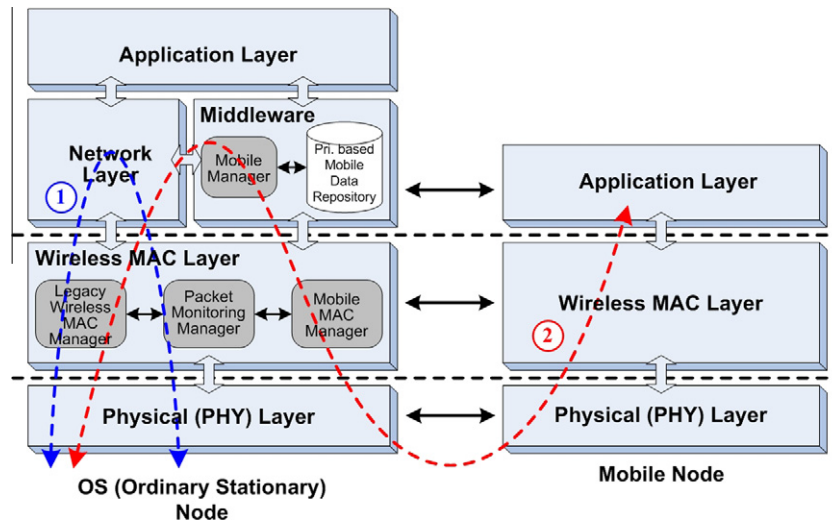 Application Layer
Middleware
Network
Layer
Mobile
Manager
Pri. based
Mobile
Data
Repository
1
Application Layer
Wireless MAC Layer
Legacy
Wireless
MAC
Manager
Packet
Monitoring
Manager
Mobile
MAC
Manager
Wireless MAC Layer
2
Physical (PHY) Layer
Physical (PHY) Layer
OS (Ordinary Stationary)
Node
Mobile Node